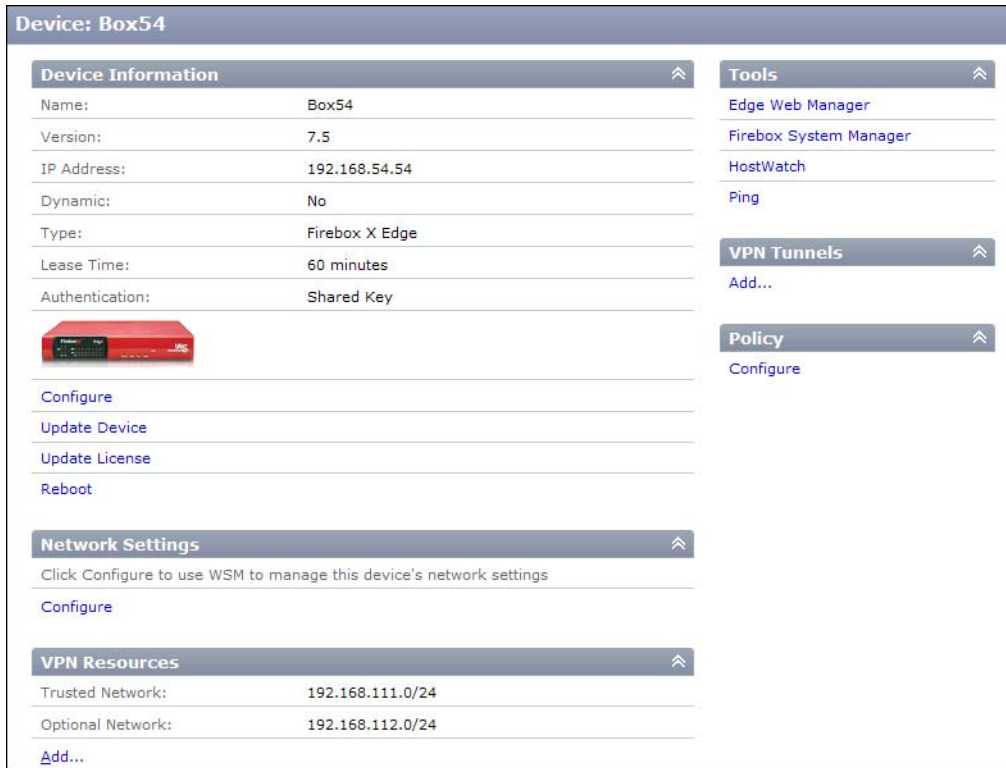 Device: Box54
Device Information
Name: Box54
Version: 7.5
IP Address: 192.168.54.54
Dynamic: No
Type: Firebox X Edge
Lease Time: 60 minutes
Authentication: Shared Key
Configure
Update Device
Update License
Reboot
Network Settings
Click Configure to use WSM to manage this device's network settings
Configure
VPN Resources
Trusted Network: 192.168.111.0/24
Optional Network: 192.168.112.0/24
Add...
Tools
Edge Web Manager
Firebox System Manager
HostWatch
Ping
VPN Tunnels
Add...
Policy
Configure